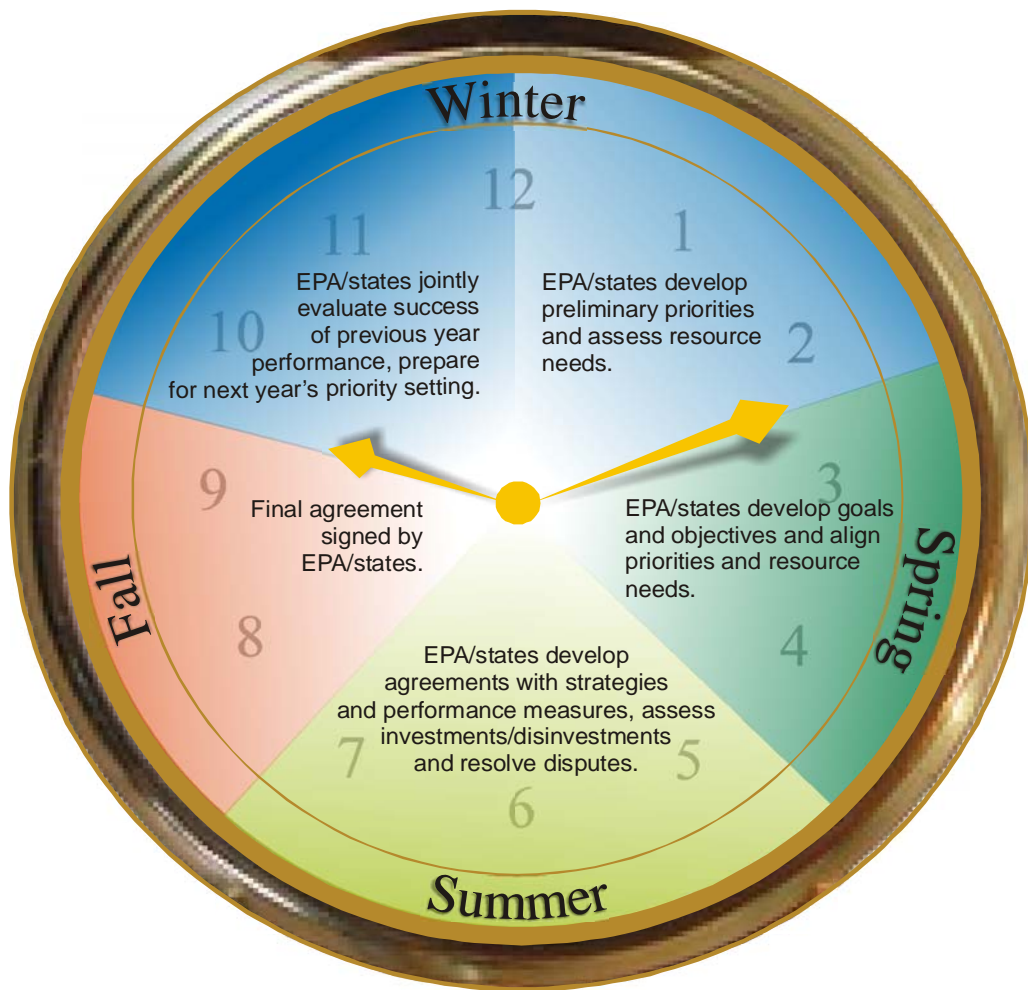 Winter
12
11
1
EPA/states jointly
evaluate success
of previous year
performance, prepare
for next year's priority setting.
EPA/states develop
preliminary priorities
and assess resource
needs.
10
2
9
3
Final agreement
signed by
EPA/states.
EPA/states develop goals
and objectives and align
priorities and resource
needs.
Fall
Spring
8
4
EPA/states develop
agreements with strategies
and performance measures, assess
investments/disinvestments
and resolve disputes.
7
5
6
Summer